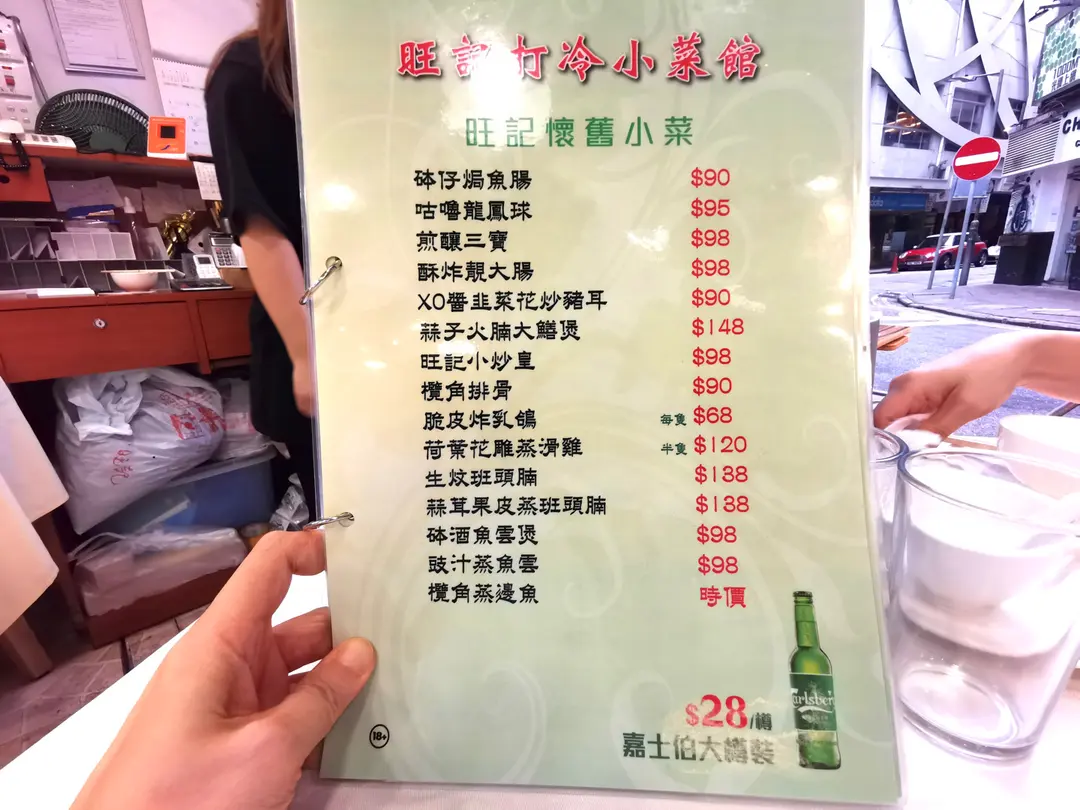 旺記打冷小菜館
旺記懷舊小菜
砵仔焗魚腸 $90
咕嚕龍鳳球 $95
煎釀三寶 $98
酥炸靚大腸 $98
XO醬韭菜花炒豬耳 $90
蒜子火腩大鱔煲 $148
旺記小炒皇 $98
欖角排骨 $90
脆皮炸乳鴿 每隻 $68
荷葉花雕蒸滑雞 半隻 $120
生炆班頭腩 $138
蒜茸果皮蒸班頭腩 $138
砵酒魚雲煲 $98
豉汁蒸魚雲 $98
欖角蒸邊魚 時價
$28/樽
嘉士伯大樽裝
Carlsberg
18+